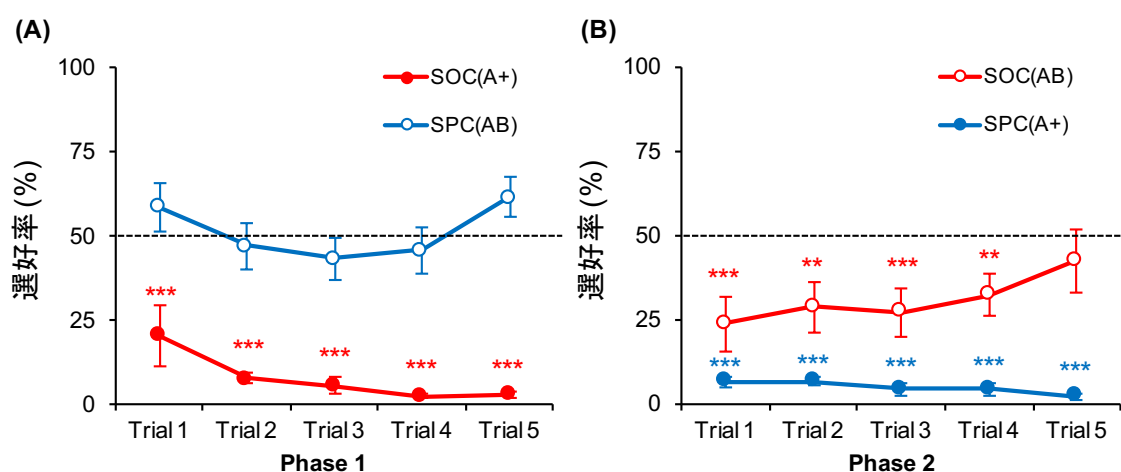 (A)
100
75
50
25
0
選好率 (%)
SOC(A+)
SPC(AB)
***
***
***
***
***
Trial 1
Trial 2
Trial 3
Trial 4
Trial 5
Phase 1
(B)
100
75
50
25
0
選好率 (%)
SOC(AB)
SPC(A+)
***
**
***
**
***
***
***
***
***
Trial 1
Trial 2
Trial 3
Trial 4
Trial 5
Phase 2